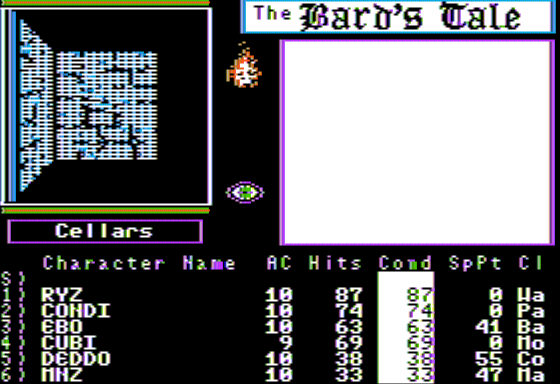 The Bard's Tale
Cellars
Character Name AC Hits Cond SpPt Cl
S)
1) RYZ 10 87 87 0 Wa
2) CONDI 10 74 74 0 Pa
3) EBO 10 63 63 41 Ba
4) CUBI 9 69 69 0 Mo
5) DEDDO 10 38 38 55 Co
6) MNZ 10 33 33 47 Ma